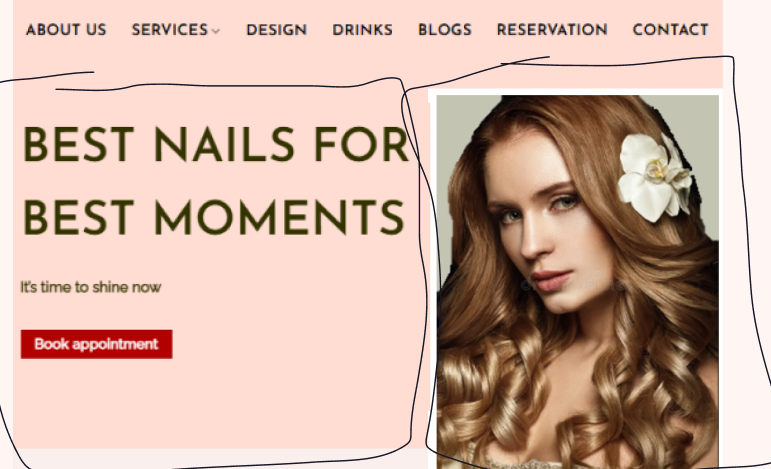 ABOUT US SERVICES DESIGN DRINKS BLOGS RESERVATION CONTACT
BEST NAILS FOR
BEST MOMENTS
It's time to shine now
Book appointment